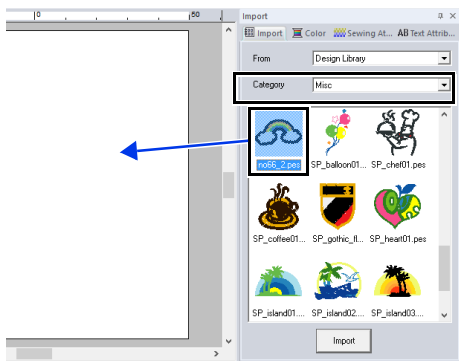 0 50 Import
Import Color Sewing At... AB Text Attrib...
From Design Library
Category Misc
no66_2.pes SP_balloon01... SP_chef01.pes
SP_coffee01... SP_gothic_fl... SP_heart01.pes
SP_island01.... SP_island02.... SP_island03....
Import